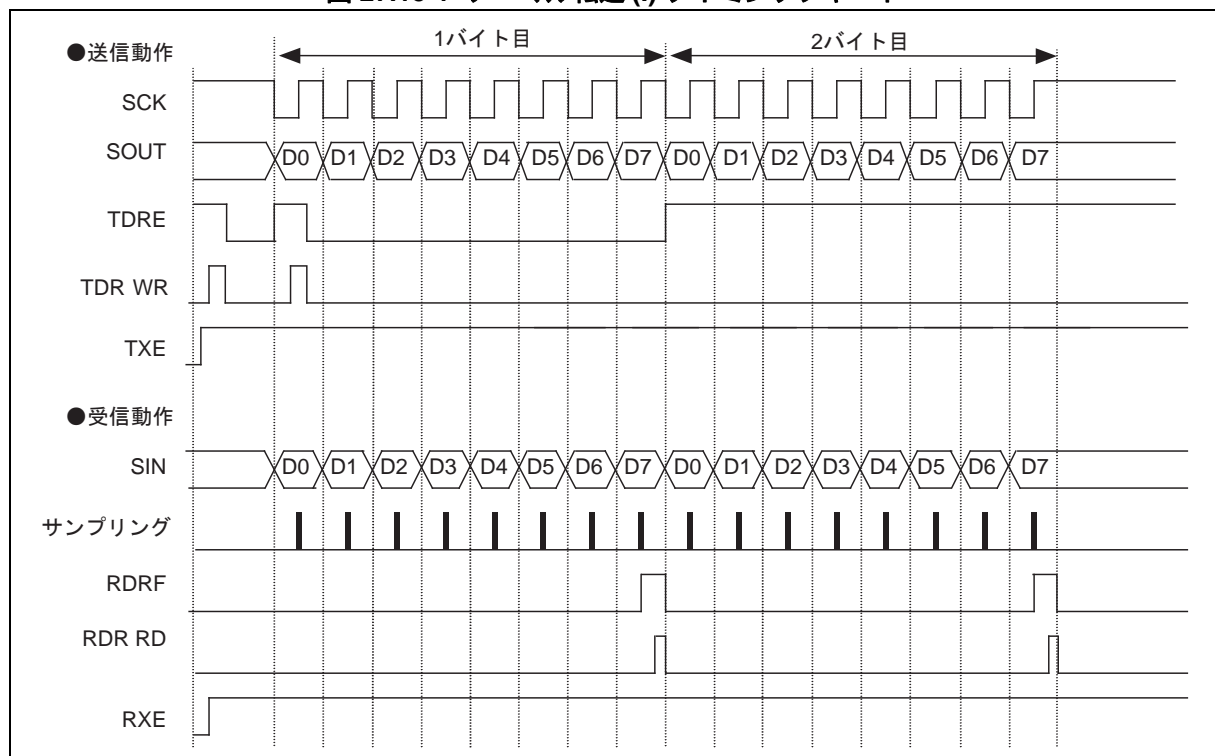 ●送信動作
1バイト目 2バイト目
SCK
SOUT D0 D1 D2 D3 D4 D5 D6 D7 D0 D1 D2 D3 D4 D5 D6 D7
TDRE
TDR WR
TXE
●受信動作
SIN D0 D1 D2 D3 D4 D5 D6 D7 D0 D1 D2 D3 D4 D5 D6 D7
サンプリング
RDRF
RDR RD
RXE